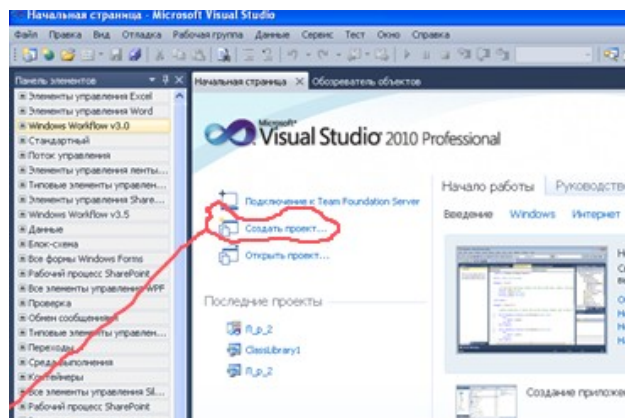 Начальная страница - Microsoft Visual Studio
Файл Правка Вид Отладка Рабочая группа Данные Сервис Тест Окно Справка
Панель элементов
Начальная страница Обозреватель объектов
Элементы управления Excel
Элементы управления Word
Windows Workflow v3.0
Стандартный
Поток управления
Элементы управления ленты...
Типовые элементы управлен...
Элементы управления Share...
Windows Workflow v3.5
Данные
Блок-схема
Все формы Windows Forms
Рабочий процесс SharePoint
Все элементы управления WPF
Проверка
Обмен сообщениями
Типовые элементы управлен...
Переходы
Среда выполнения
Контейнеры
Все элементы управления Sil...
Рабочий процесс SharePoint
Microsoft®
Visual Studio 2010 Professional
Подключение к Team Foundation Server
Создать проект...
Открыть проект...
Последние проекты
П_р_2
ClassLibrary1
П_р_2
Начало работы Руководств
Введение Windows Интернет
Создание приложе